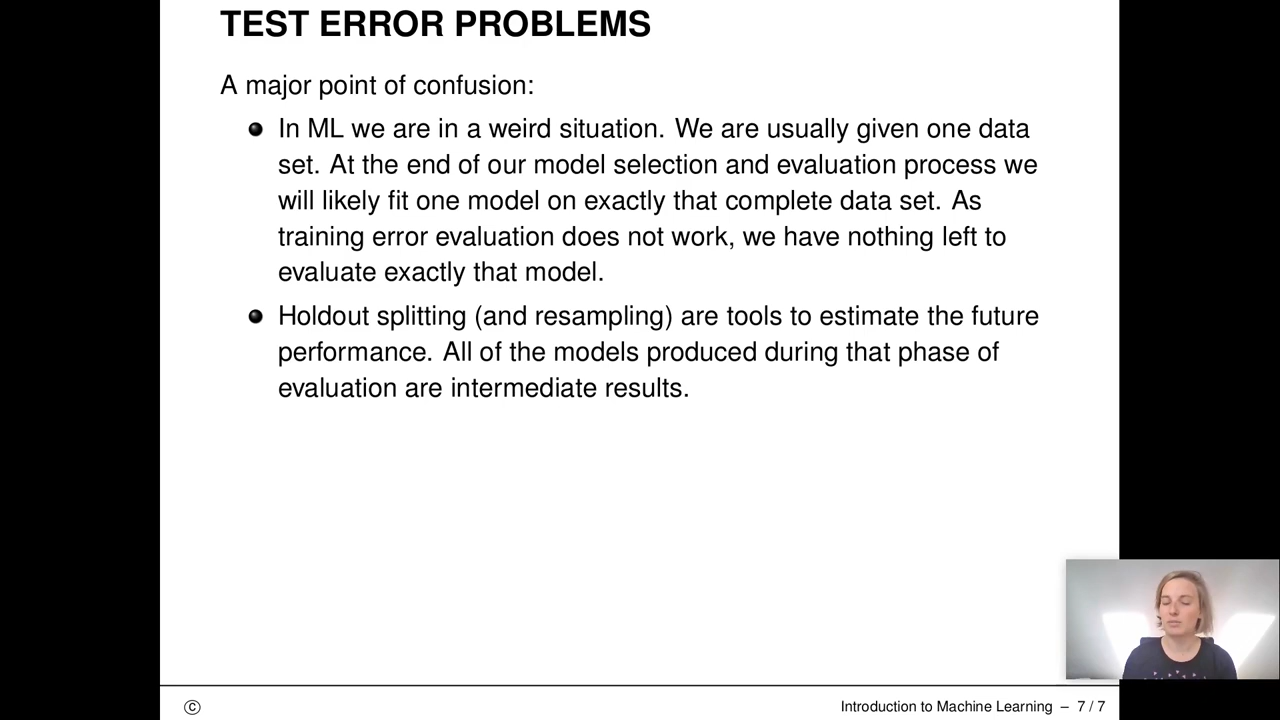 TEST ERROR PROBLEMS
A major point of confusion:
In ML we are in a weird situation. We are usually given one data
set. At the end of our model selection and evaluation process we
will likely fit one model on exactly that complete data set. As
training error evaluation does not work, we have nothing left to
evaluate exactly that model.
Holdout splitting (and resampling) are tools to estimate the future
performance. All of the models produced during that phase of
evaluation are intermediate results.
© Introduction to Machine Learning – 7 / 7